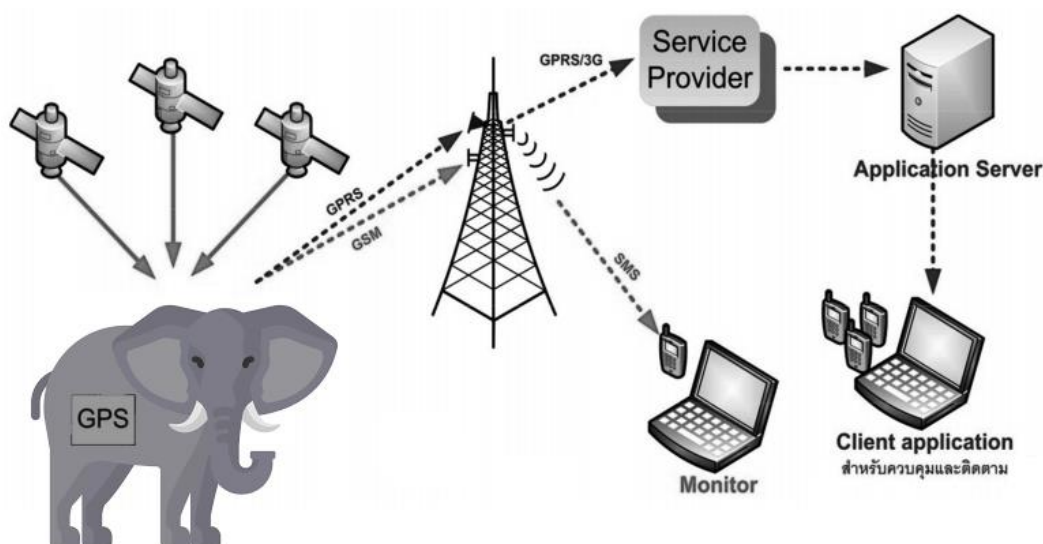 GPRS/3G
Service
Provider
Application Server
GPRS
GSM
SMS
GPS
Monitor
Client application
สำหรับควบคุมและติดตาม